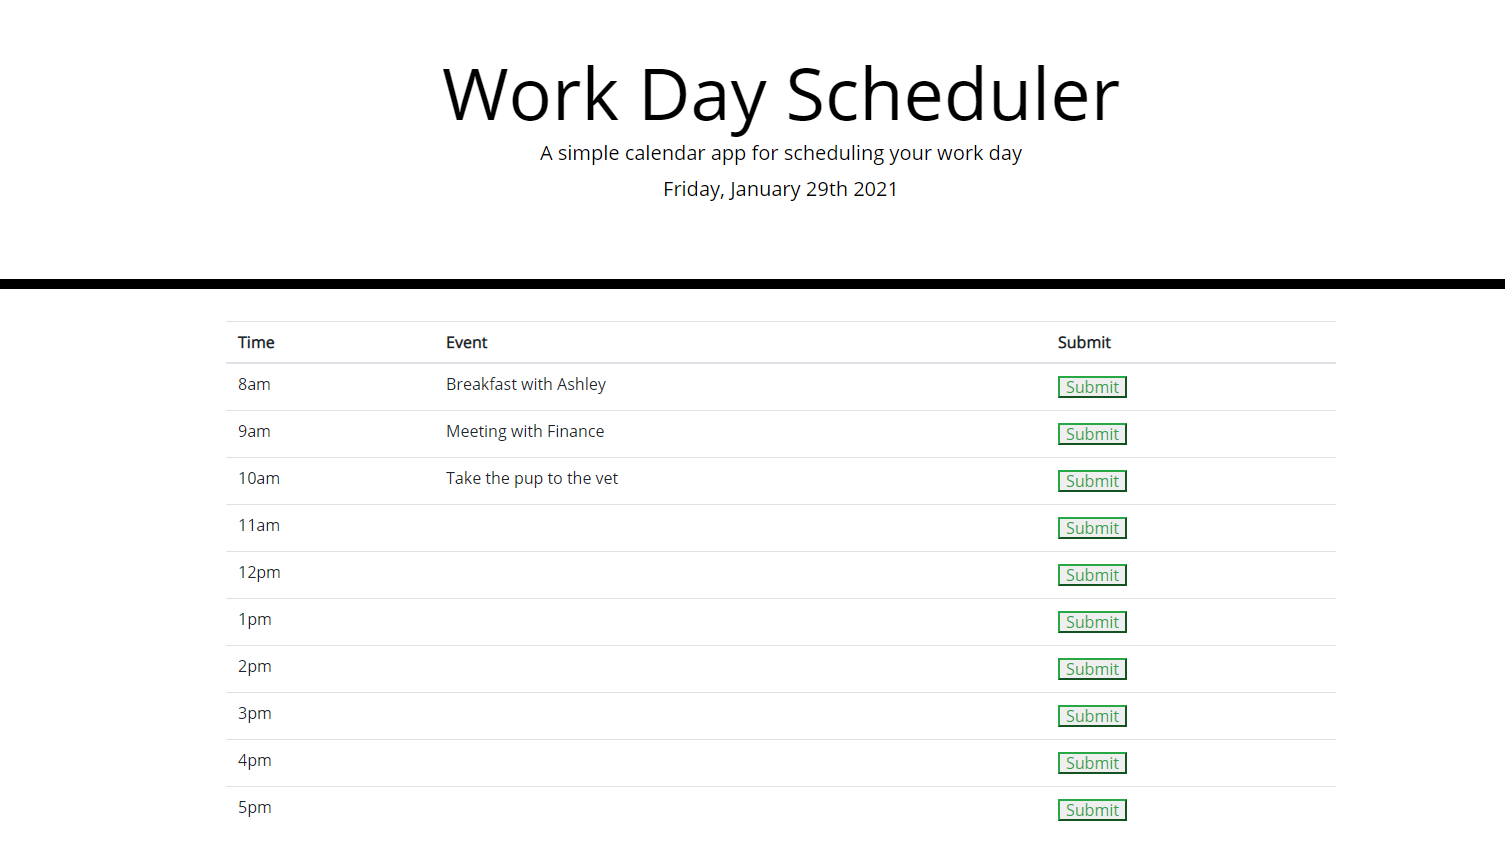 Work Day Scheduler
A simple calendar app for scheduling your work day
Friday, January 29th 2021
Time Event Submit
8am Breakfast with Ashley Submit
9am Meeting with Finance Submit
10am Take the pup to the vet Submit
11am Submit
12pm Submit
1pm Submit
2pm Submit
3pm Submit
4pm Submit
5pm Submit